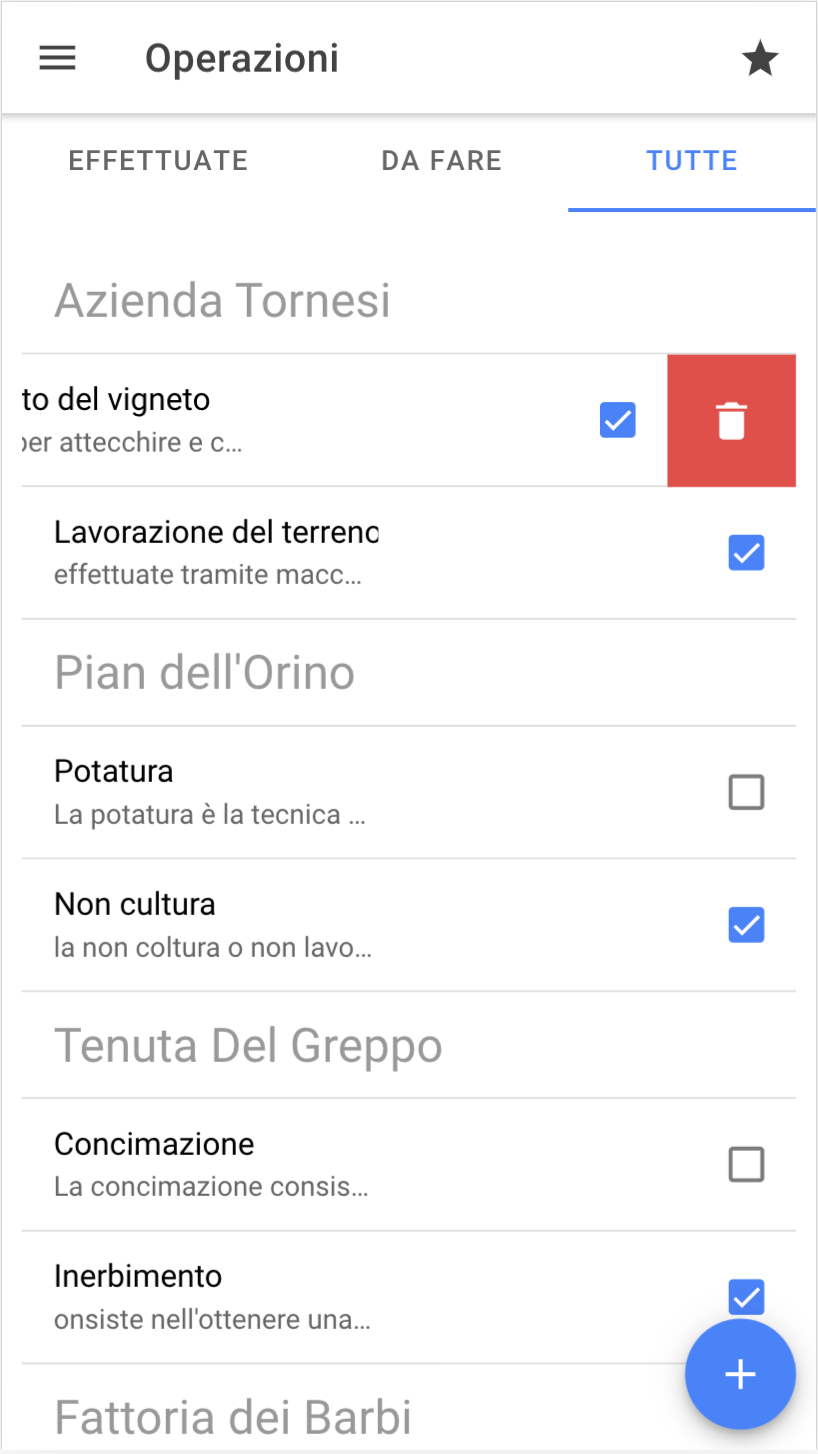 Operazioni
EFFETTUATE DA FARE TUTTE
Azienda Tornesi
to del vigneto
per attecchire e c...
Lavorazione del terreno
effettuate tramite macc...
Pian dell'Orino
Potatura
La potatura è la tecnica ...
Non cultura
la non coltura o non lavo...
Tenuta Del Greppo
Concimazione
La concimazione consis...
Inerbimento
onsiste nell'ottenere una...
Fattoria dei Barbi